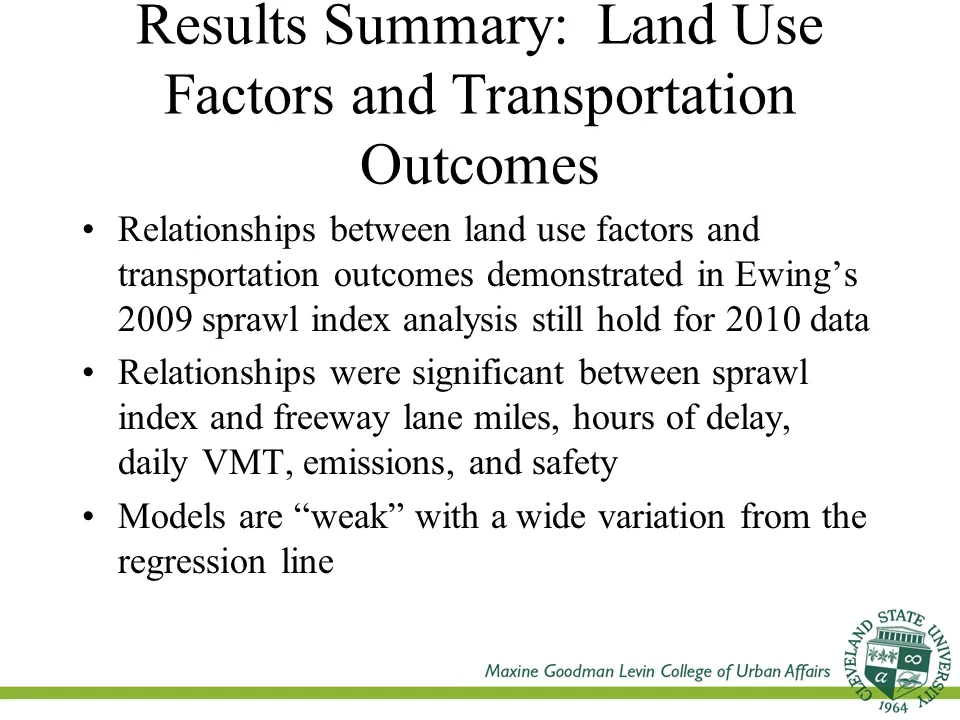 Results Summary:  Land Use
Factors and Transportation
Outcomes
• Relationships between land use factors and
transportation outcomes demonstrated in Ewing’s
2009 sprawl index analysis still hold for 2010 data
• Relationships were significant between sprawl
index and freeway lane miles, hours of delay,
daily VMT, emissions, and safety
• Models are “weak” with a wide variation from the
regression line
Maxine Goodman Levin College of Urban Affairs
CLEVELAND STATE UNIVERSITY
1964